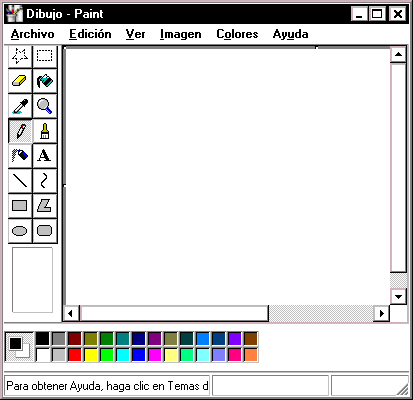 Dibujo - Paint
Archivo Edición Ver Imagen Colores Ayuda
A
Para obtener Ayuda, haga clic en Temas d